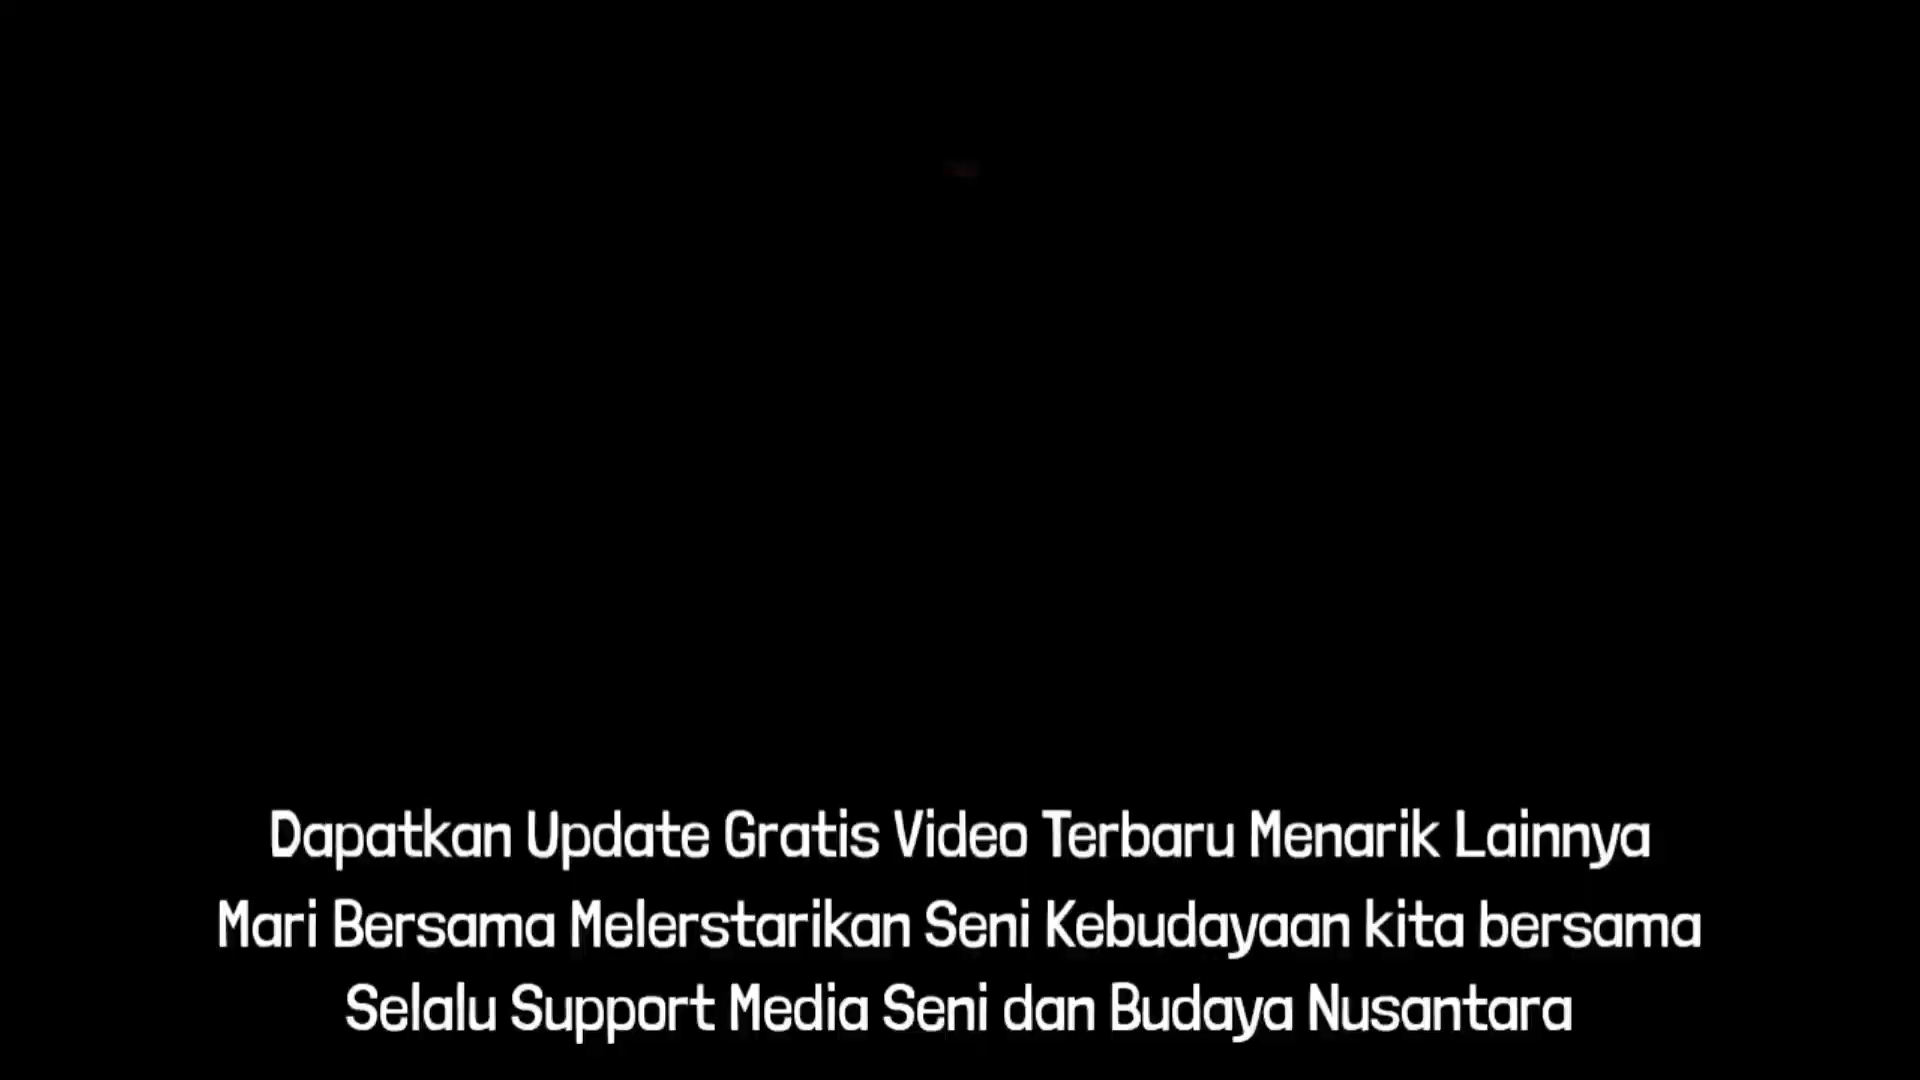 Dapatkan Update Gratis Video Terbaru Menarik Lainnya
Mari Bersama Melerstarikan Seni Kebudayaan kita bersama
Selalu Support Media Seni dan Budaya Nusantara